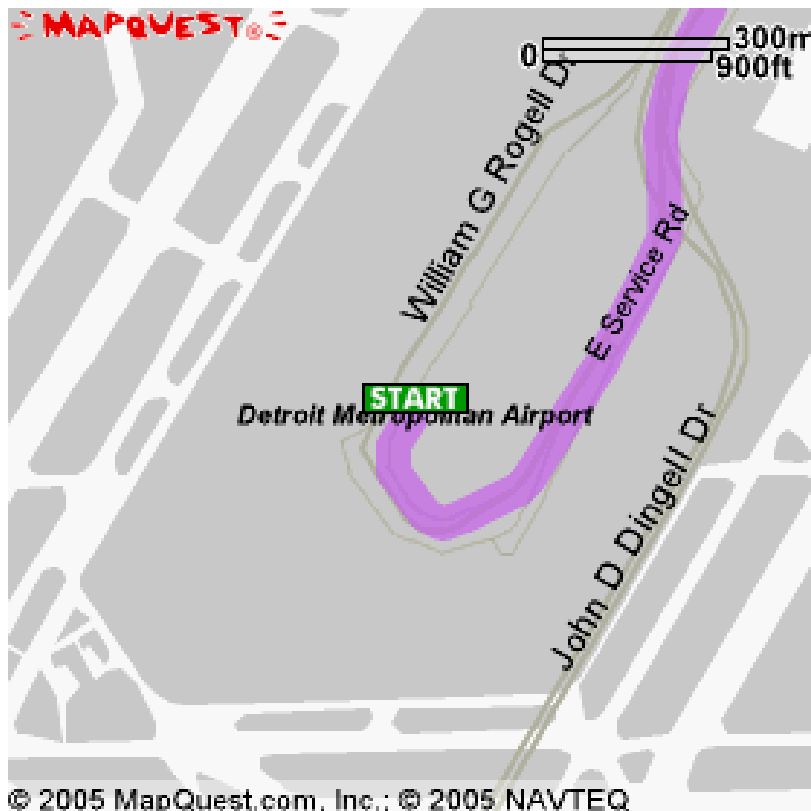 MAPQUEST®
0 300m
900ft
William G Rogell Dr
E Service Rd
START
Detroit Metropolitan Airport
John D Dingell Dr
© 2005 MapQuest.com, Inc.; © 2005 NAVTEQ